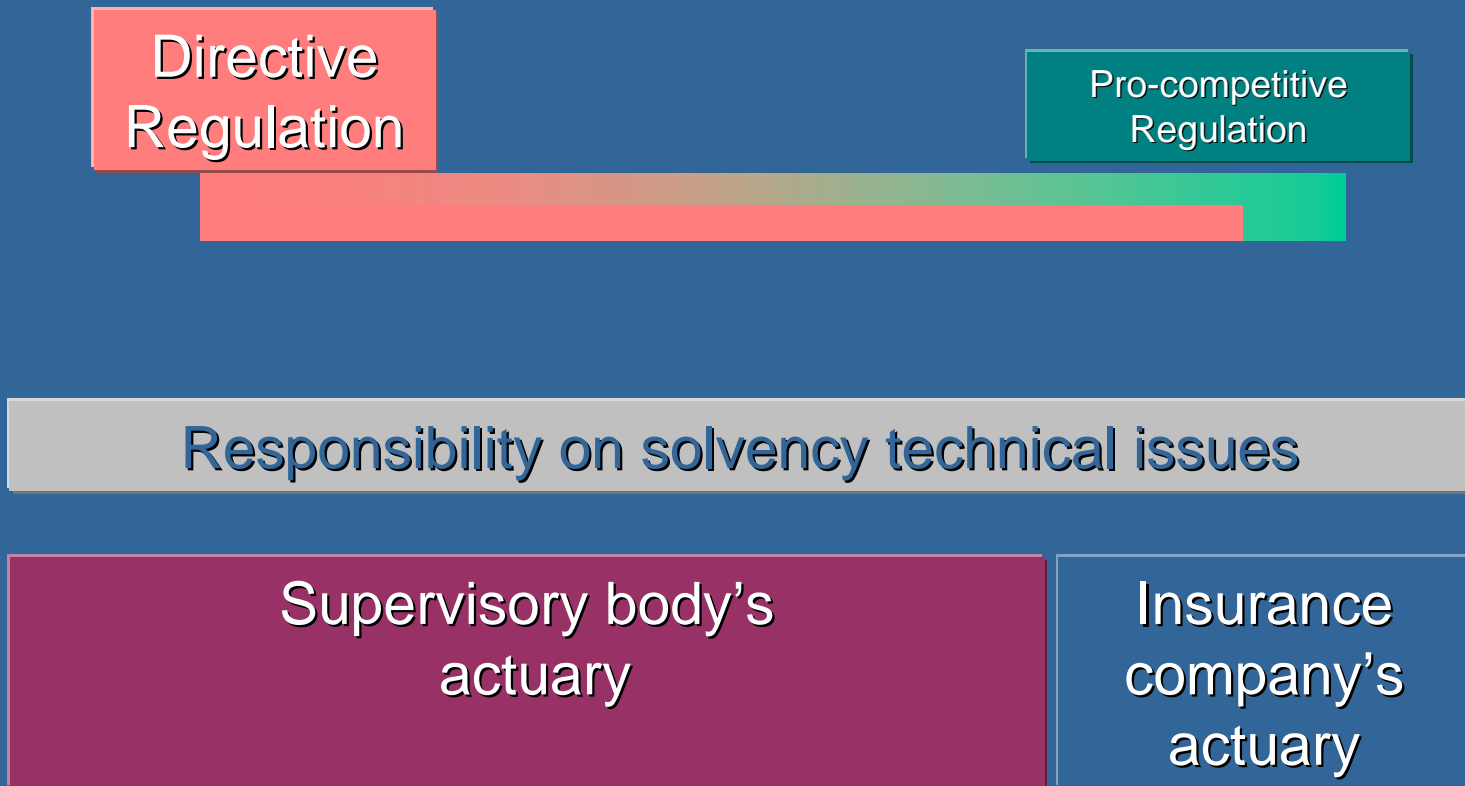 Directive
Regulation
Pro-competitive
Regulation
Responsibility on solvency technical issues
Supervisory body’s
actuary
Insurance
company’s
actuary